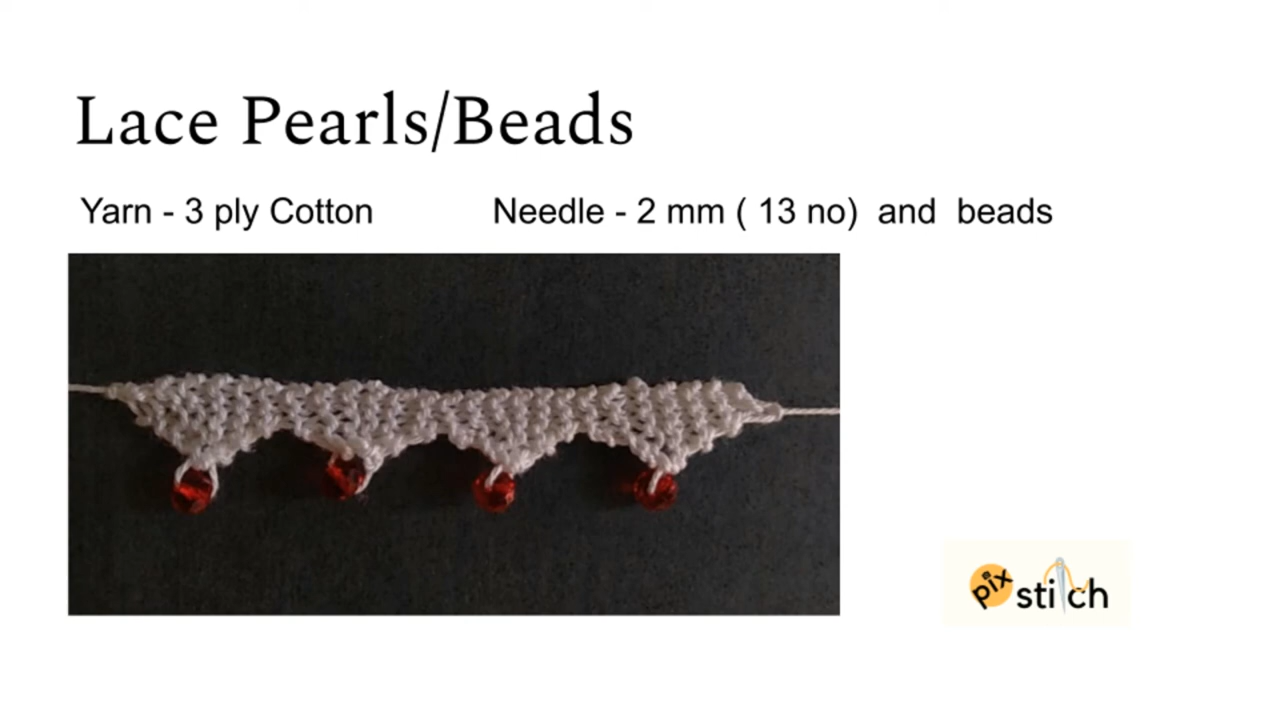 Lace Pearls/Beads
Yarn - 3 ply Cotton Needle - 2 mm ( 13 no) and beads
pix stitch